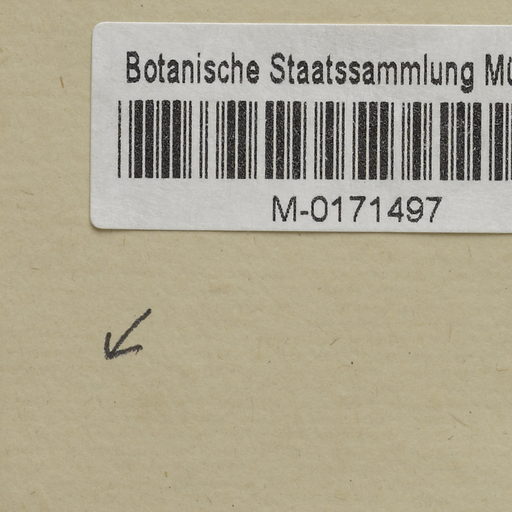 Botanische Staatssammlung Mü
M-0171497